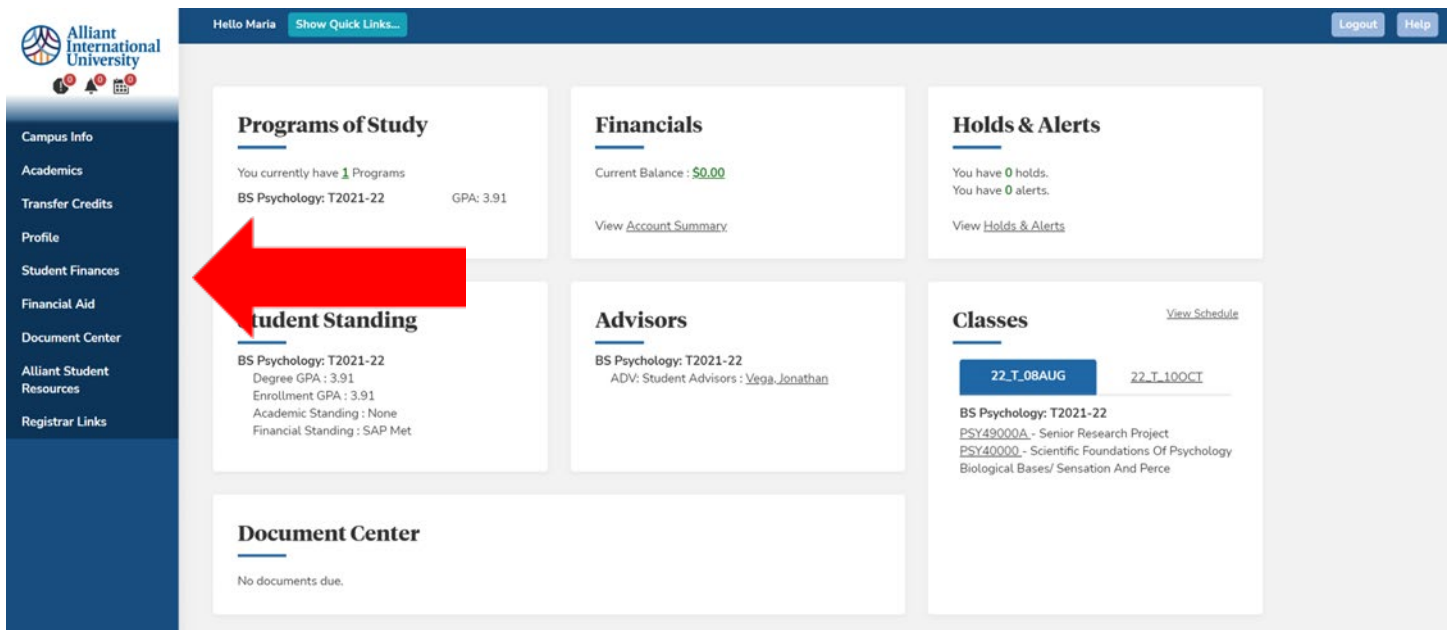 Alliant
International
University
0 0 0
Campus Info
Academics
Transfer Credits
Profile
Student Finances
Financial Aid
Document Center
Alliant Student
Resources
Registrar Links
Hello Maria Show Quick Links... Logout Help
Programs of Study
You currently have 1 Programs
BS Psychology: T2021-22 GPA: 3.91
Financials
Current Balance : $0.00
View Account Summary
Holds & Alerts
You have 0 holds.
You have 0 alerts.
View Holds & Alerts
Student Standing
BS Psychology: T2021-22
Degree GPA : 3.91
Enrollment GPA : 3.91
Academic Standing : None
Financial Standing : SAP Met
Advisors
BS Psychology: T2021-22
ADV: Student Advisors : Vega, Jonathan
Classes View Schedule
22_T_08AUG 22_T_10OCT
BS Psychology: T2021-22
PSY49000A - Senior Research Project
PSY40000 - Scientific Foundations Of Psychology
Biological Bases/ Sensation And Perce
Document Center
No documents due.